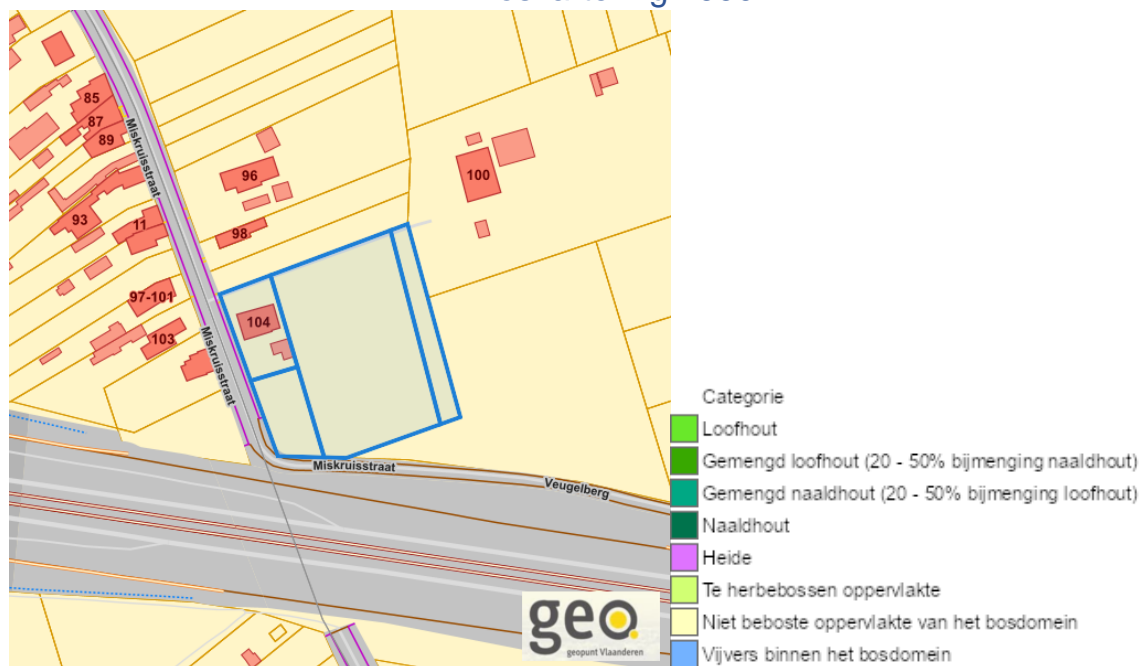 85
87
89
Miskruisstraat
96
100
93
11
98
97-101
104
103
Miskruisstraat
Miskruisstraat
Veugelberg
geo.
geopunt Vlaanderen
Categorie
Loofhout
Gemengd loofhout (20 - 50% bijmenging naaldhout)
Gemengd naaldhout (20 - 50% bijmenging loofhout)
Naaldhout
Heide
Te herbebossen oppervlakte
Niet beboste oppervlakte van het bosdomein
Vijvers binnen het bosdomein